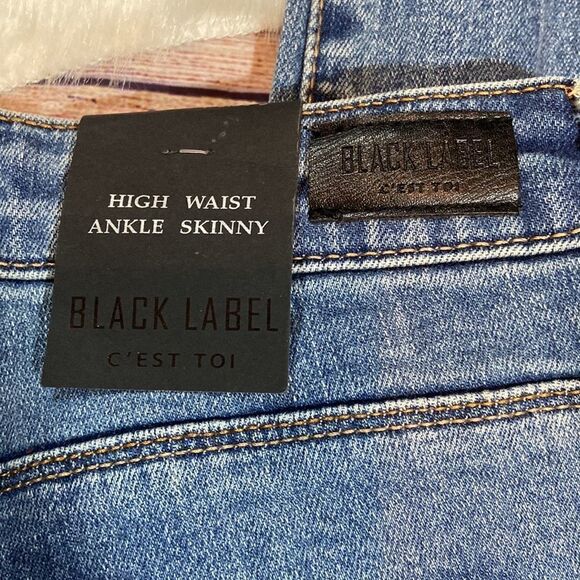 HIGH WAIST
ANKLE SKINNY
BLACK LABEL
C'EST TOI
BLACK LABEL
C'EST TOI